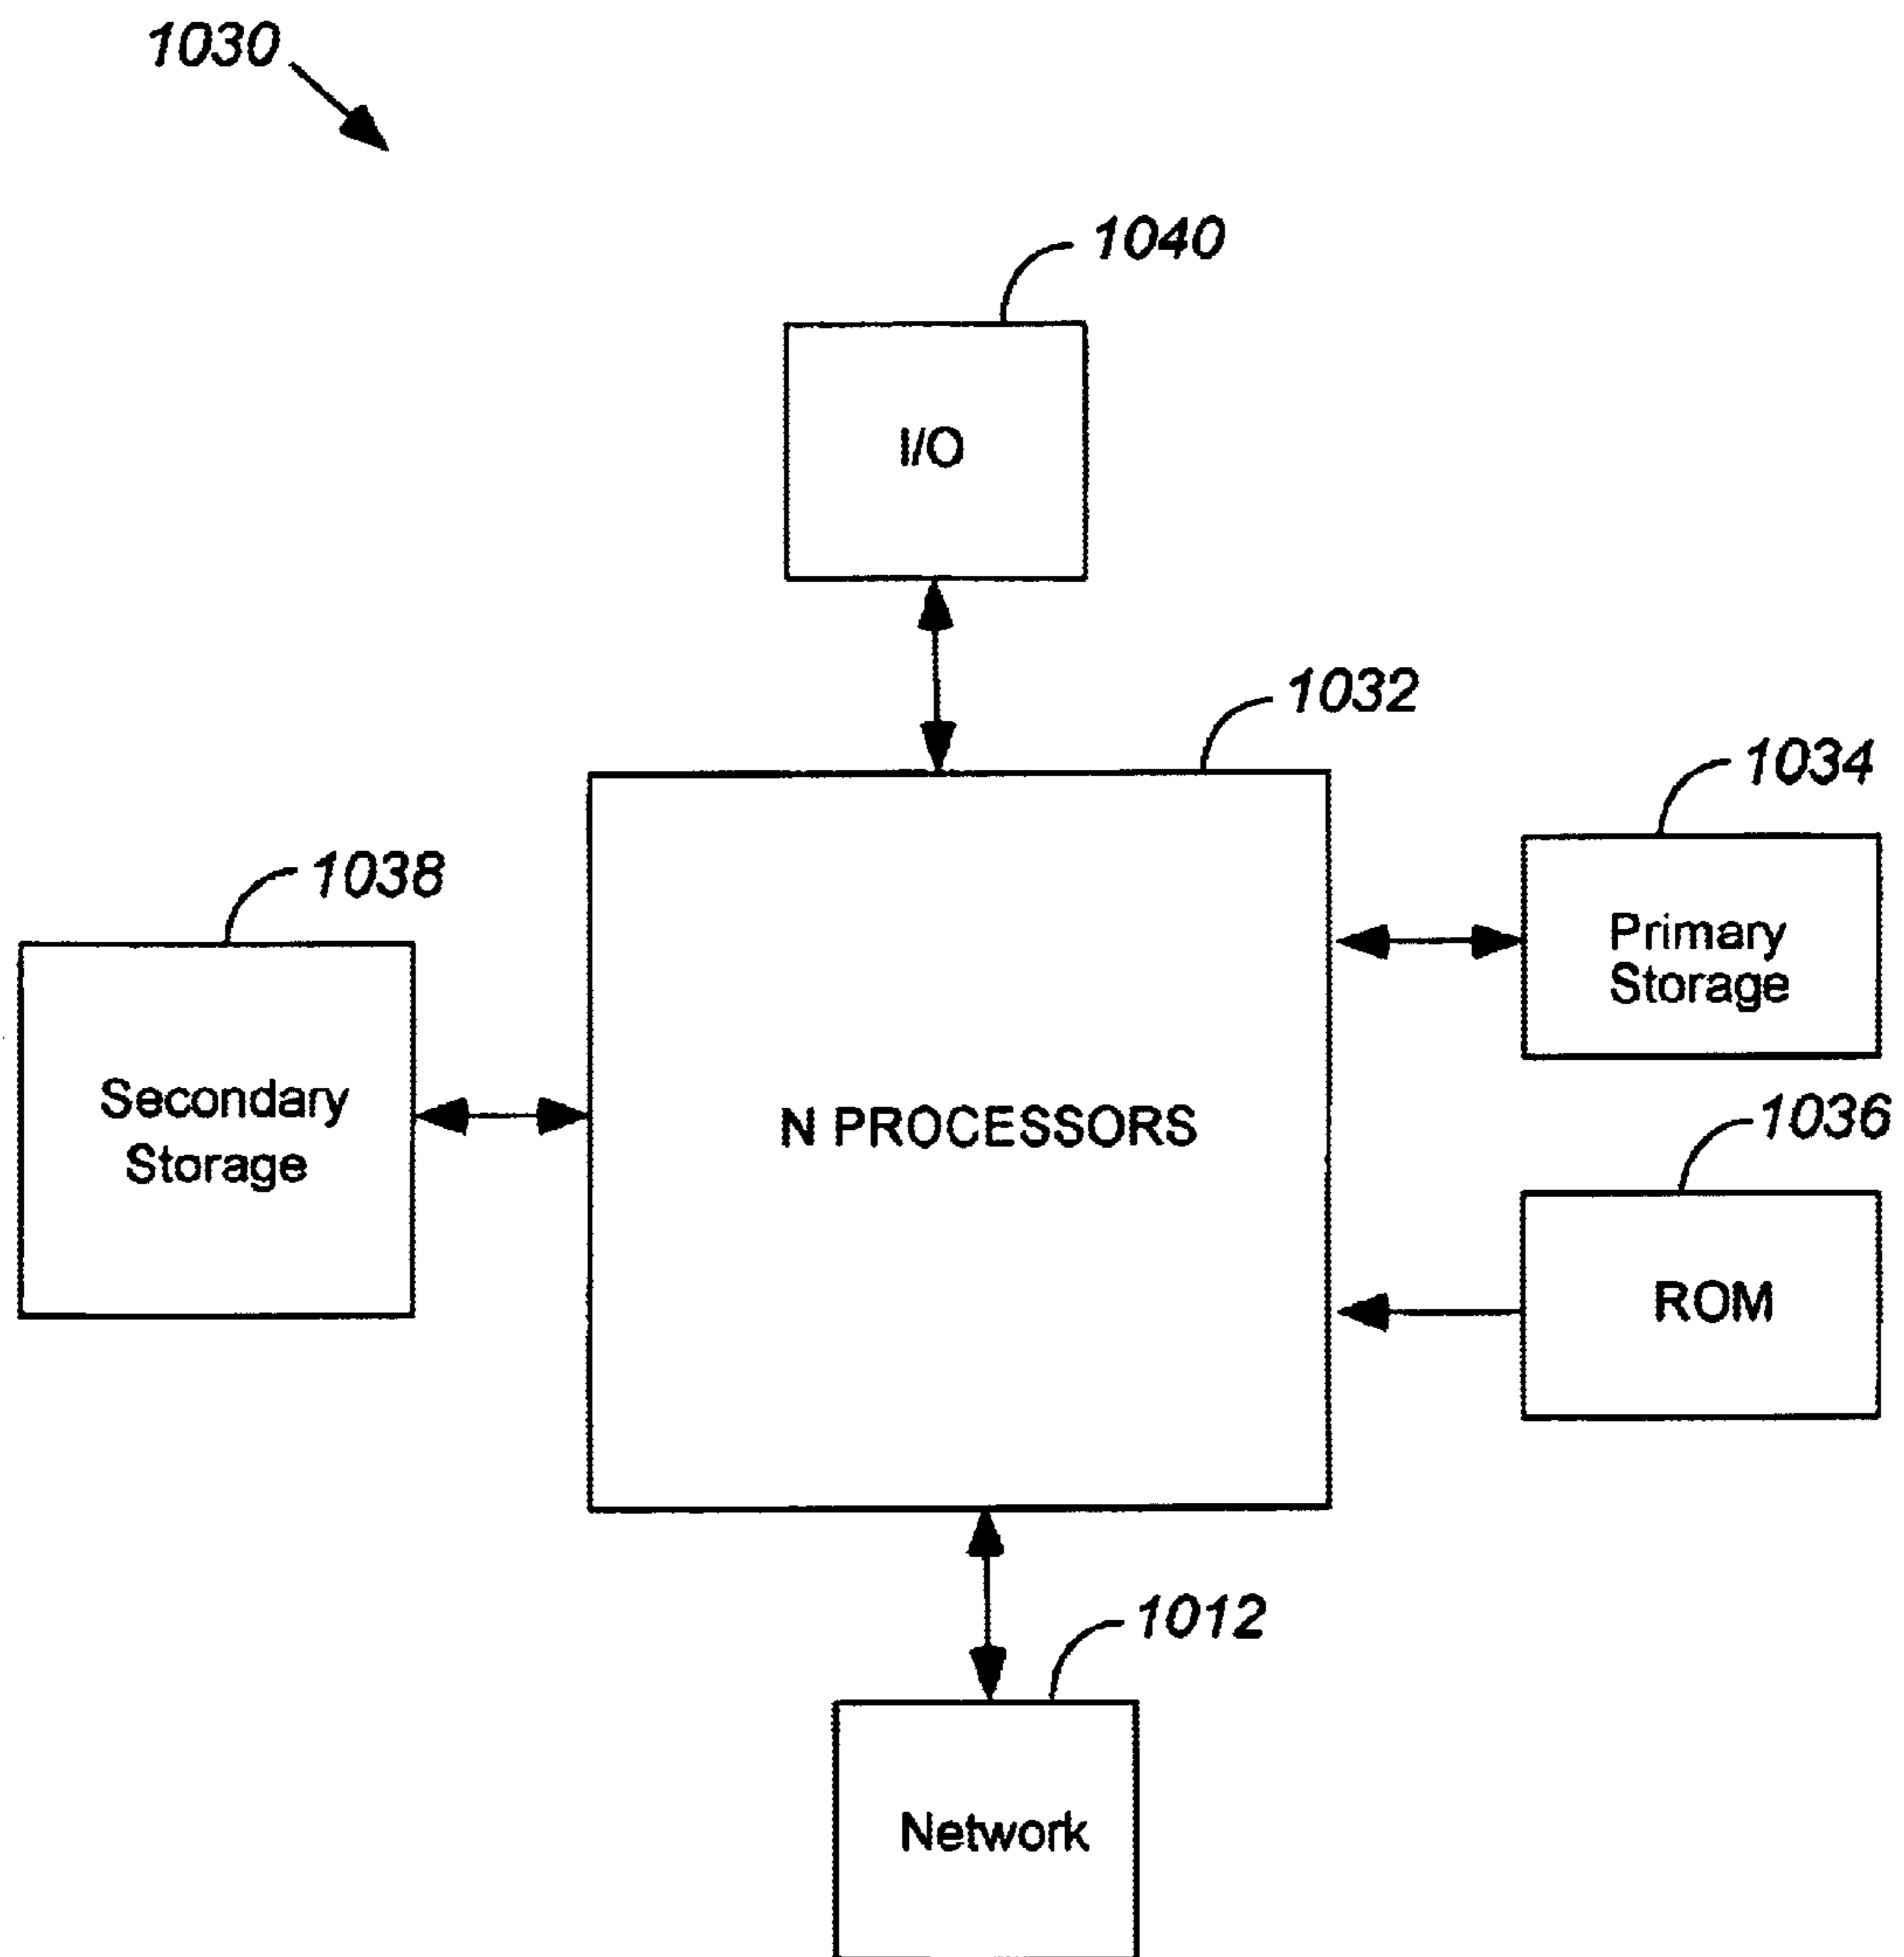 1030
1040
I/O
1032
1034
1038
Primary
Storage
Secondary
Storage
N PROCESSORS
1036
ROM
1012
Network